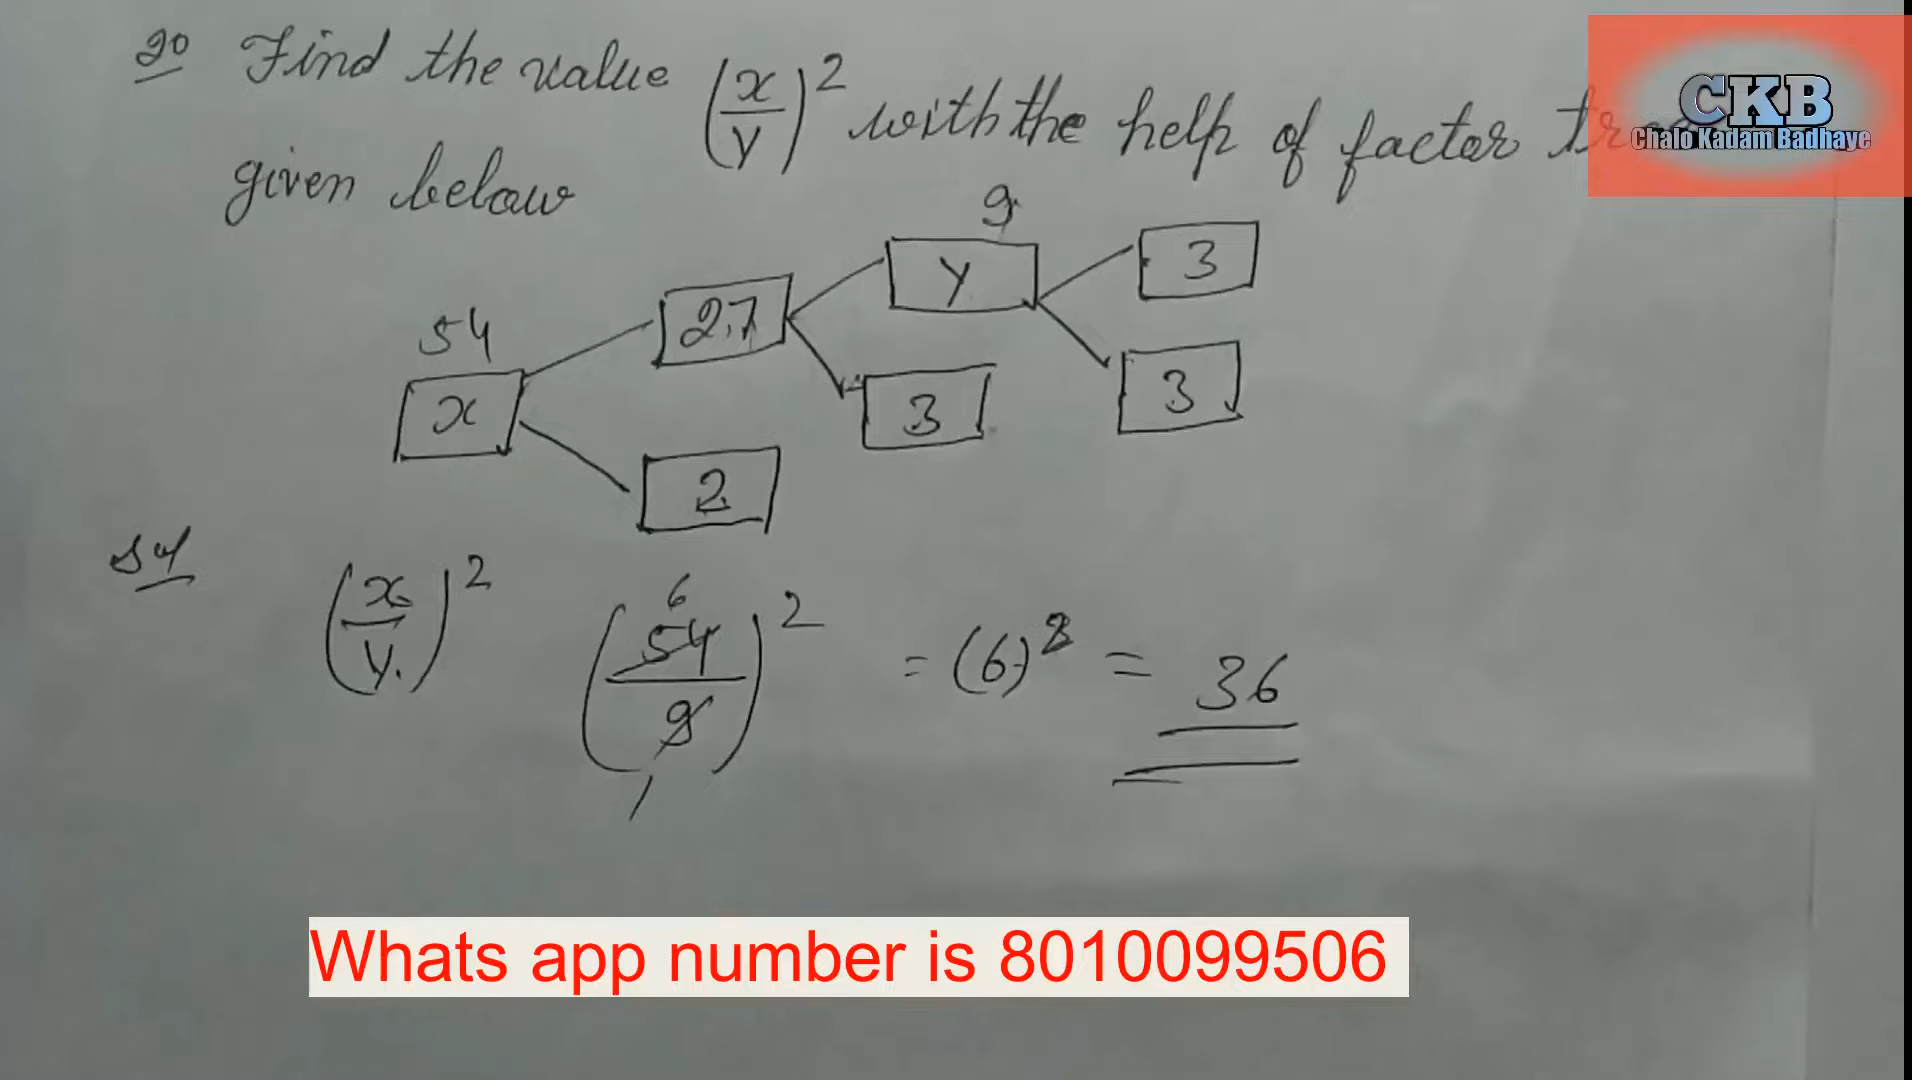 20 Find the value (x/y)² with the help of factor tree
given below
CKB
Chalo Kadam Badhaye
9
y
3
54
27
3
3
x
2
Sol
(x/y)² (54/9)² = (6)² = 36
6
1
Whats app number is 8010099506